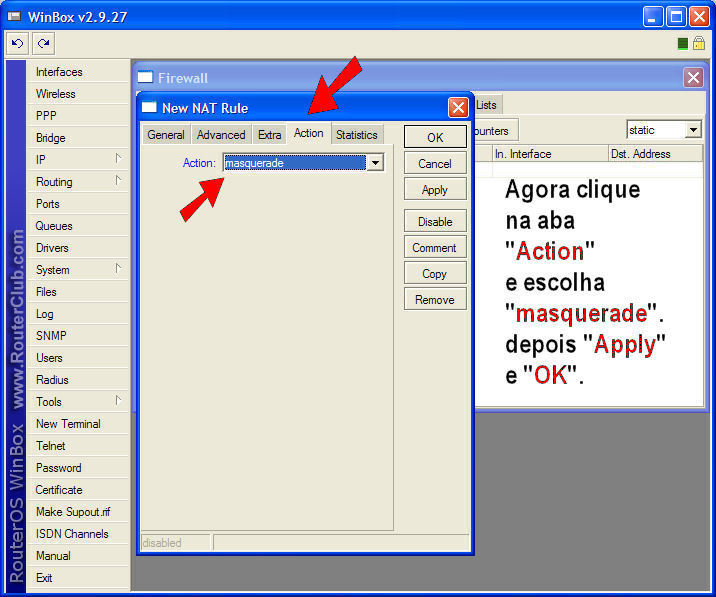 WinBox v2.9.27
Interfaces
Wireless
PPP
Bridge
IP
Routing
Ports
Queues
Drivers
System
Files
Log
SNMP
Users
Radius
Tools
New Terminal
Telnet
Password
Certificate
Make Supout.rif
ISDN Channels
Manual
Exit
RouterOS WinBox www.RouterClub.com
Firewall
Lists
ounters
static
In. Interface Dst. Address
New NAT Rule
General Advanced Extra Action Statistics
Action: masquerade
OK
Cancel
Apply
Disable
Comment
Copy
Remove
disabled
Agora clique
na aba
"Action"
e escolha
"masquerade".
depois "Apply"
e "OK".